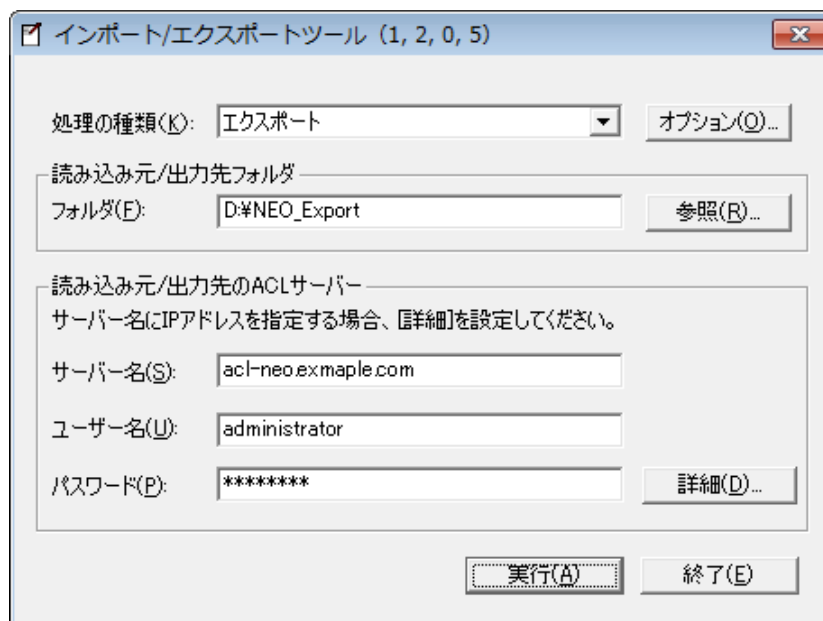 インポート/エクスポートツール (1, 2, 0, 5)
処理の種類(K): エクスポート オプション(O)...
読み込み元/出力先フォルダ
フォルダ(F): D:¥NEO_Export 参照(R)...
読み込み元/出力先のACLサーバー
サーバー名にIPアドレスを指定する場合、[詳細]を設定してください。
サーバー名(S): acl-neo.exmaple.com
ユーザー名(U): administrator
パスワード(P): ******** 詳細(D)...
実行(A) 終了(E)